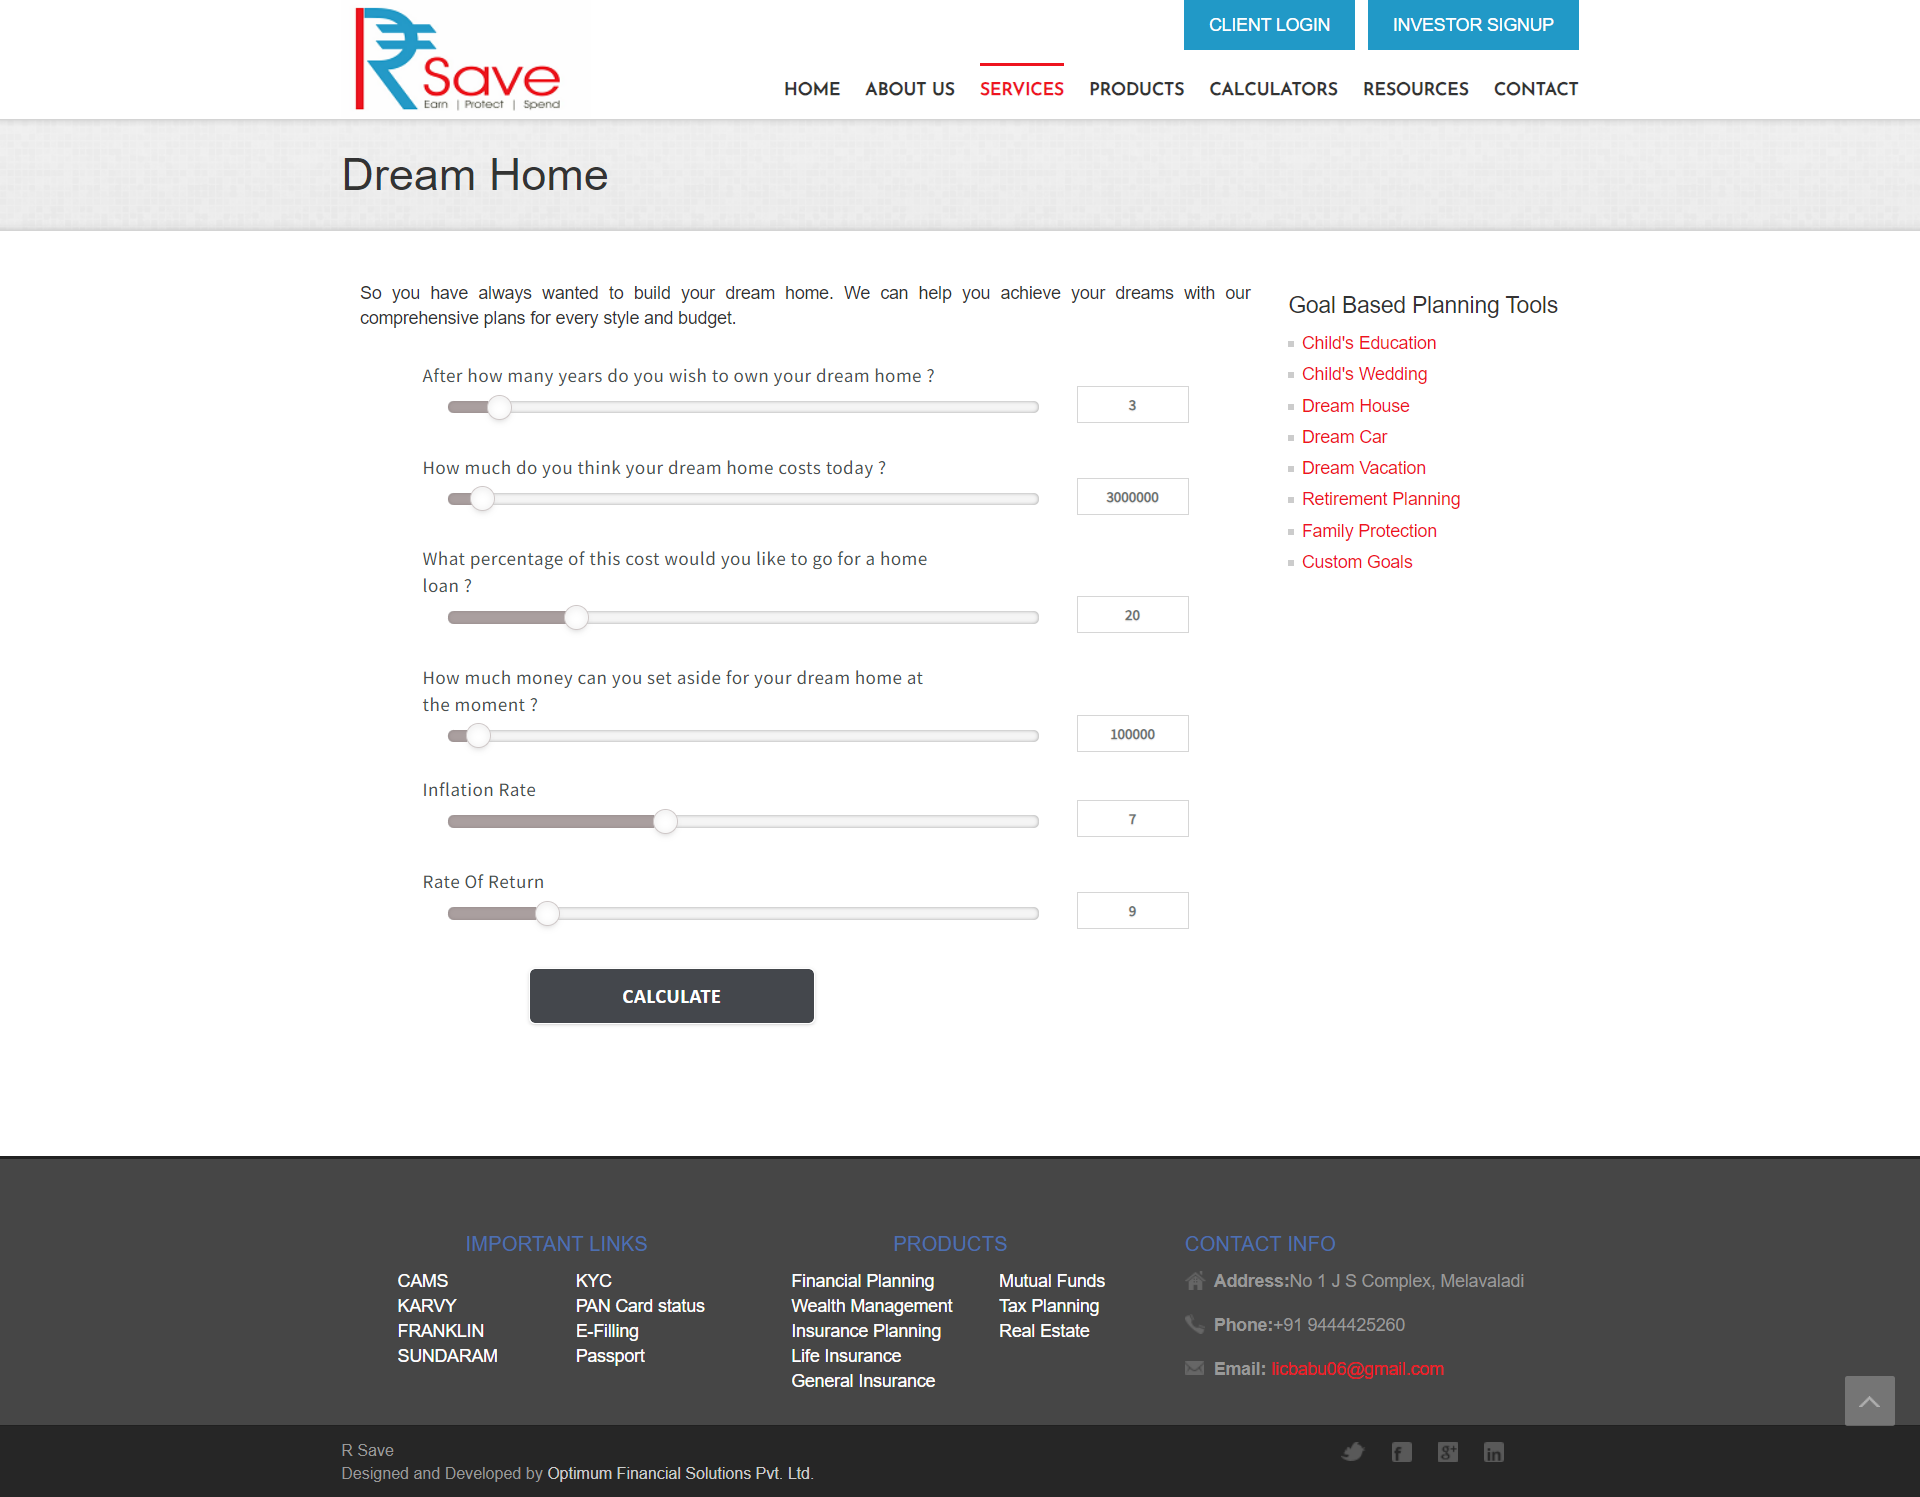 R Save
Earn | Protect | Spend
CLIENT LOGIN
INVESTOR SIGNUP
HOME ABOUT US SERVICES PRODUCTS CALCULATORS RESOURCES CONTACT
Dream Home
So you have always wanted to build your dream home. We can help you achieve your dreams with our
comprehensive plans for every style and budget.
After how many years do you wish to own your dream home ?
3
How much do you think your dream home costs today ?
3000000
What percentage of this cost would you like to go for a home
loan ?
20
How much money can you set aside for your dream home at
the moment ?
100000
Inflation Rate
7
Rate Of Return
9
CALCULATE
Goal Based Planning Tools
Child's Education
Child's Wedding
Dream House
Dream Car
Dream Vacation
Retirement Planning
Family Protection
Custom Goals
IMPORTANT LINKS
CAMS
KARVY
FRANKLIN
SUNDARAM
KYC
PAN Card status
E-Filling
Passport
PRODUCTS
Financial Planning
Wealth Management
Insurance Planning
Life Insurance
General Insurance
Mutual Funds
Tax Planning
Real Estate
CONTACT INFO
Address:No 1 J S Complex, Melavaladi
Phone:+91 9444425260
Email: licbabu06@gmail.com
R Save
Designed and Developed by Optimum Financial Solutions Pvt. Ltd.